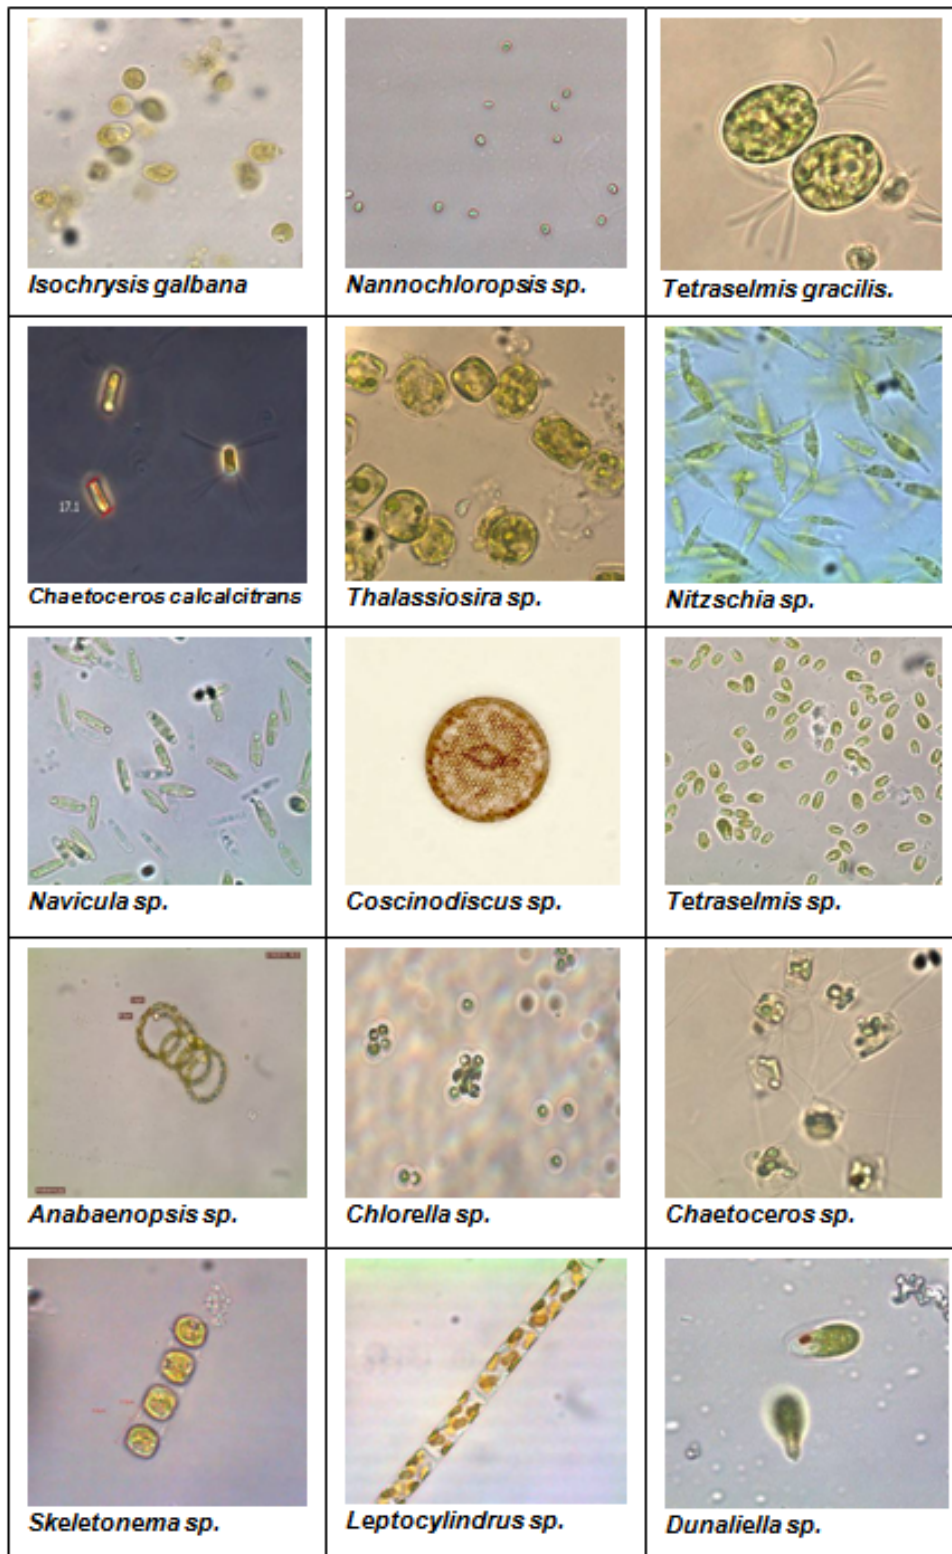 Isochrysis galbana
Nannochloropsis sp.
Tetraselmis gracilis.
17.1
Chaetoceros calcalcitrans
Thalassiosira sp.
Nitzschia sp.
Navicula sp.
Coscinodiscus sp.
Tetraselmis sp.
Anabaenopsis sp.
Chlorella sp.
Chaetoceros sp.
Skeletonema sp.
Leptocylindrus sp.
Dunaliella sp.